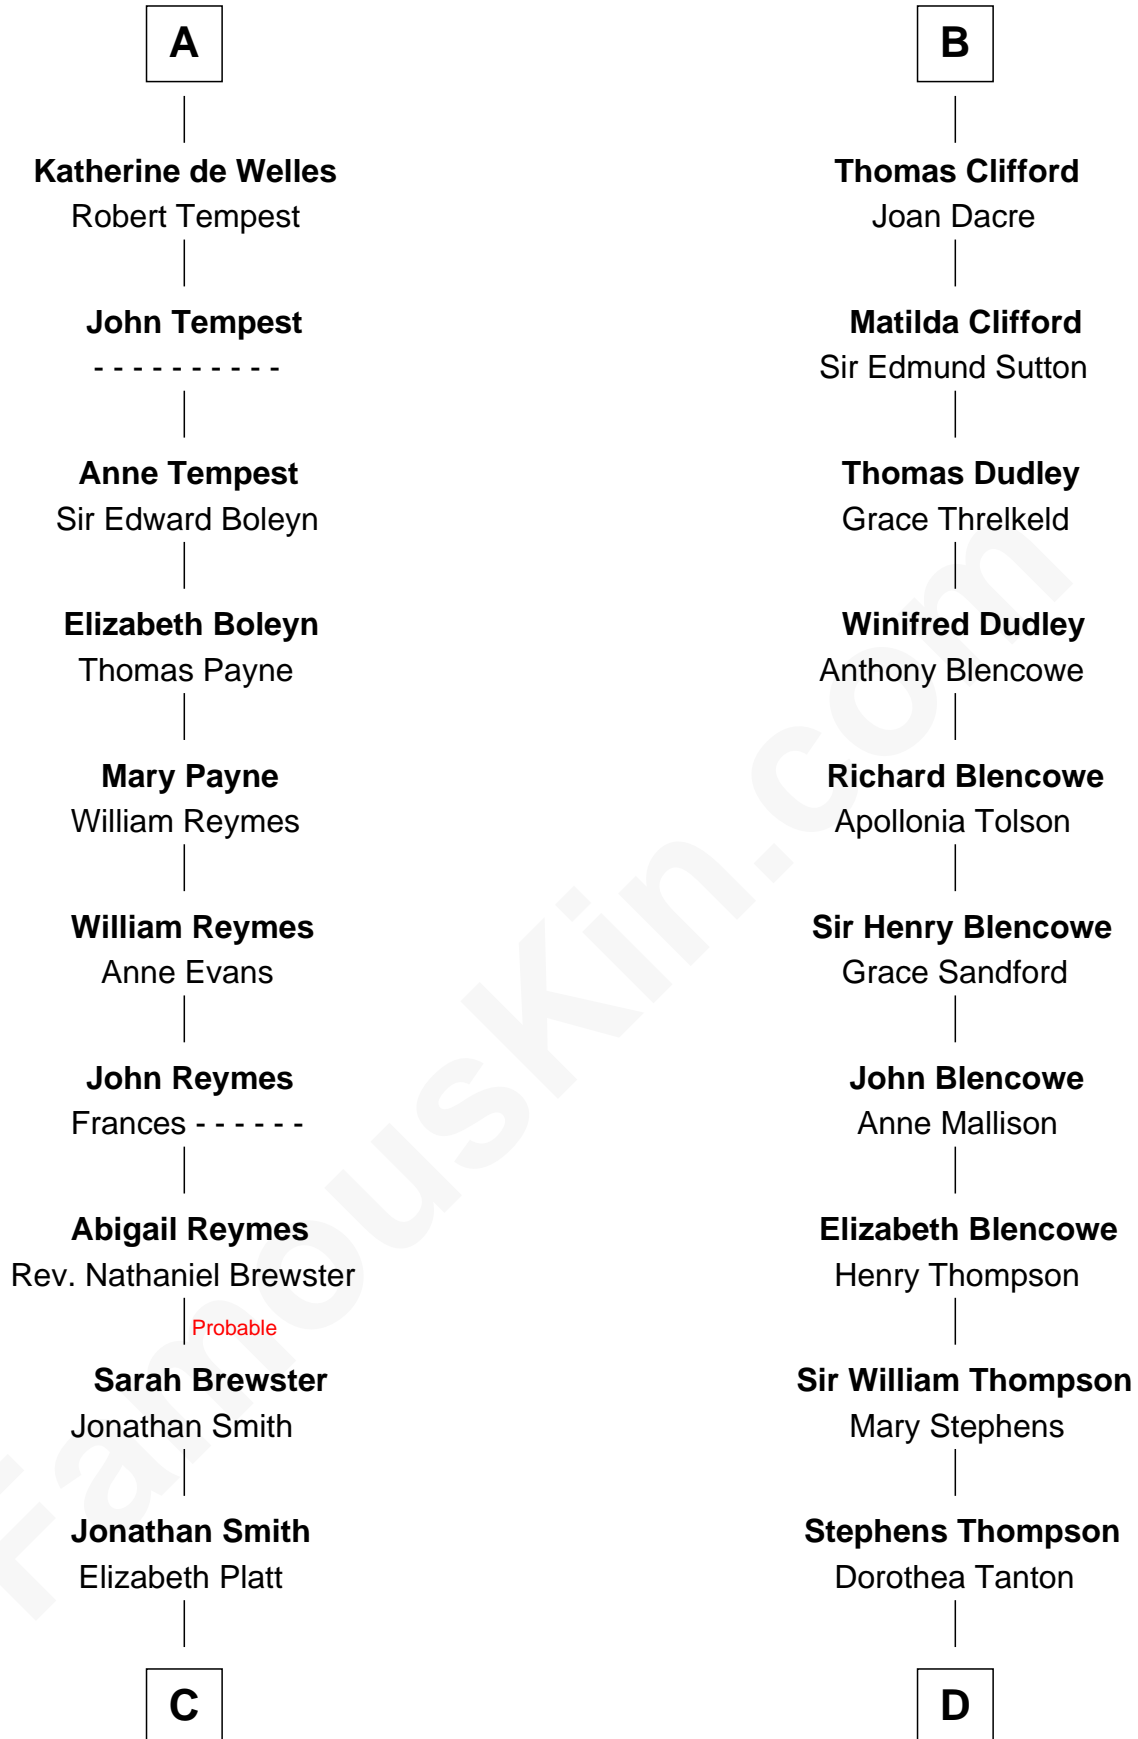 A
Katherine de Welles
Robert Tempest
John Tempest
- - - - - - - - - -
Anne Tempest
Sir Edward Boleyn
Elizabeth Boleyn
Thomas Payne
Mary Payne
William Reymes
William Reymes
Anne Evans
John Reymes
Frances - - - - - -
Abigail Reymes
Rev. Nathaniel Brewster
Probable
Sarah Brewster
Jonathan Smith
Jonathan Smith
Elizabeth Platt
C
B
Thomas Clifford
Joan Dacre
Matilda Clifford
Sir Edmund Sutton
Thomas Dudley
Grace Threlkeld
Winifred Dudley
Anthony Blencowe
Richard Blencowe
Apollonia Tolson
Sir Henry Blencowe
Grace Sandford
John Blencowe
Anne Mallison
Elizabeth Blencowe
Henry Thompson
Sir William Thompson
Mary Stephens
Stephens Thompson
Dorothea Tanton
D
FamousKin.com